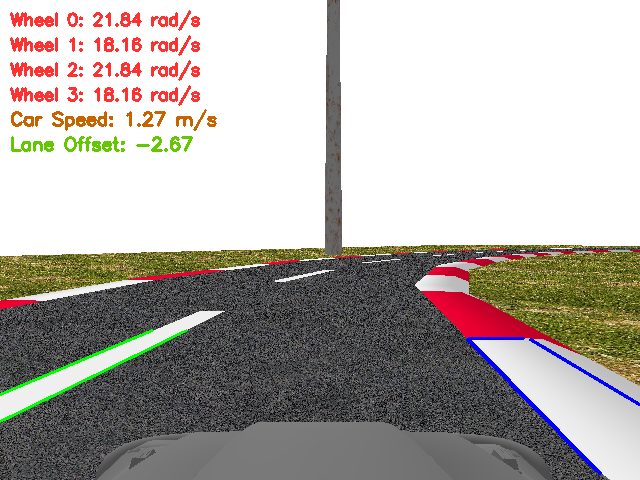 Wheel 0: 21.84 rad/s
Wheel 1: 18.16 rad/s
Wheel 2: 21.84 rad/s
Wheel 3: 18.16 rad/s
Car Speed: 1.27 m/s
Lane Offset: -2.67